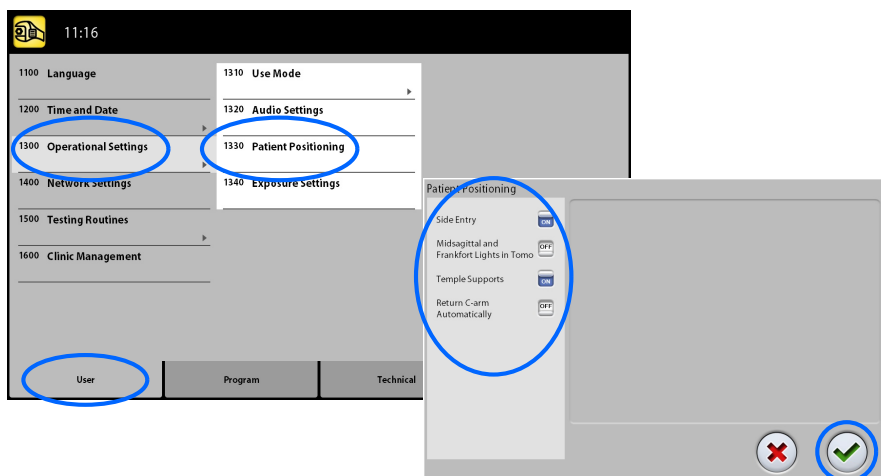 11:16
1100 Language
1200 Time and Date
1300 Operational Settings
1400 Network Settings
1500 Testing Routines
1600 Clinic Management
1310 Use Mode
1320 Audio Settings
1330 Patient Positioning
1340 Exposure Settings
User
Program
Technical
Patient Positioning
Side Entry
ON
Midsagittal and
Frankfort Lights in Tomo
OFF
Temple Supports
ON
Return C-arm
Automatically
OFF